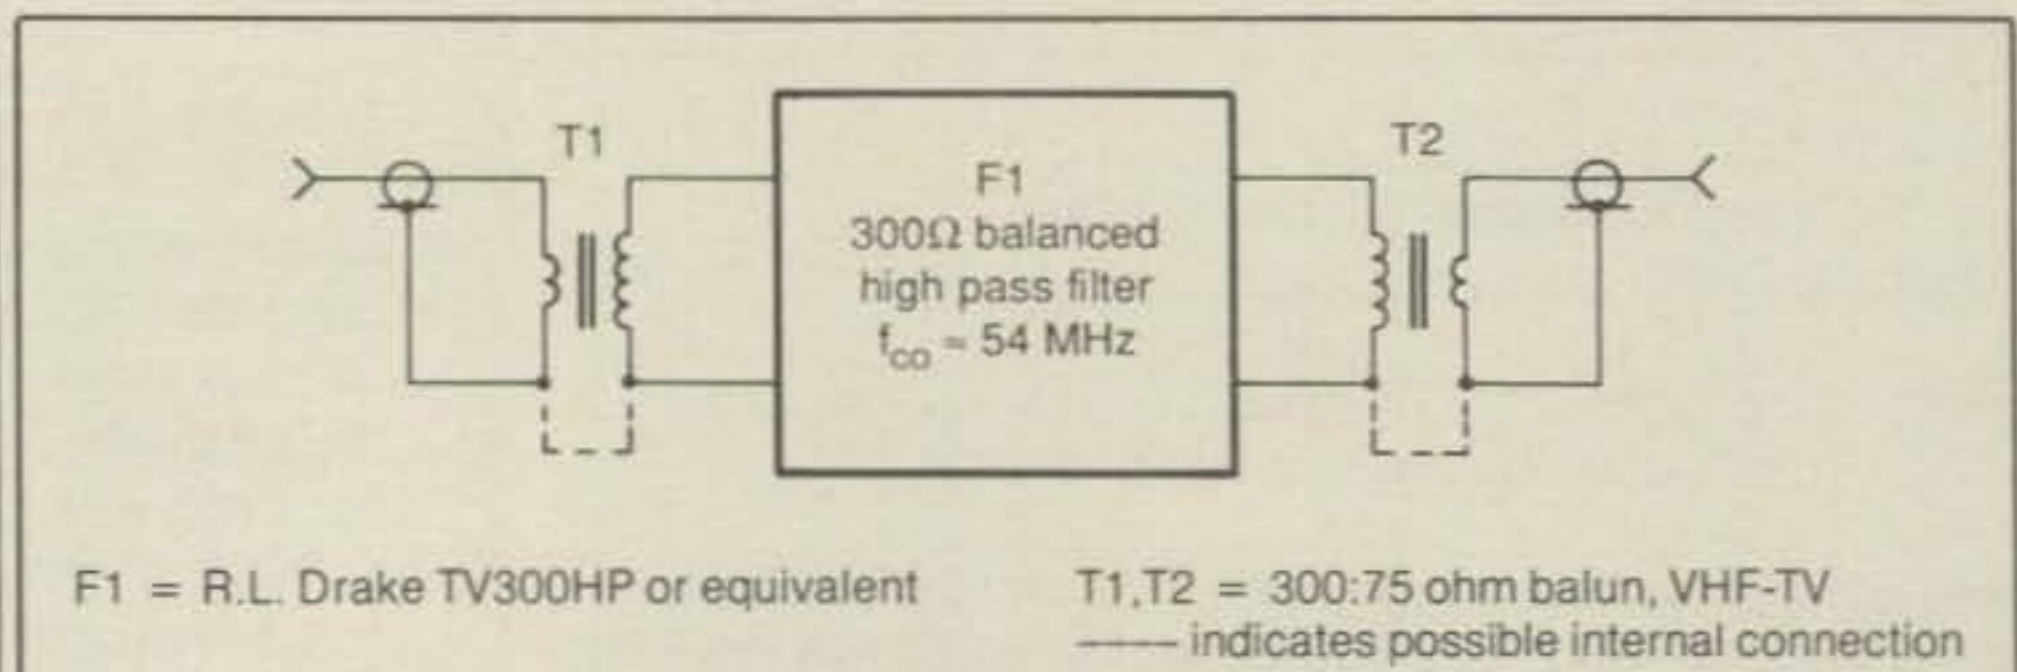 T1
T2
F1
300Ω balanced
high pass filter
f_co ≈ 54 MHz
F1 = R.L. Drake TV300HP or equivalent
T1,T2 = 300:75 ohm balun, VHF-TV
---- indicates possible internal connection